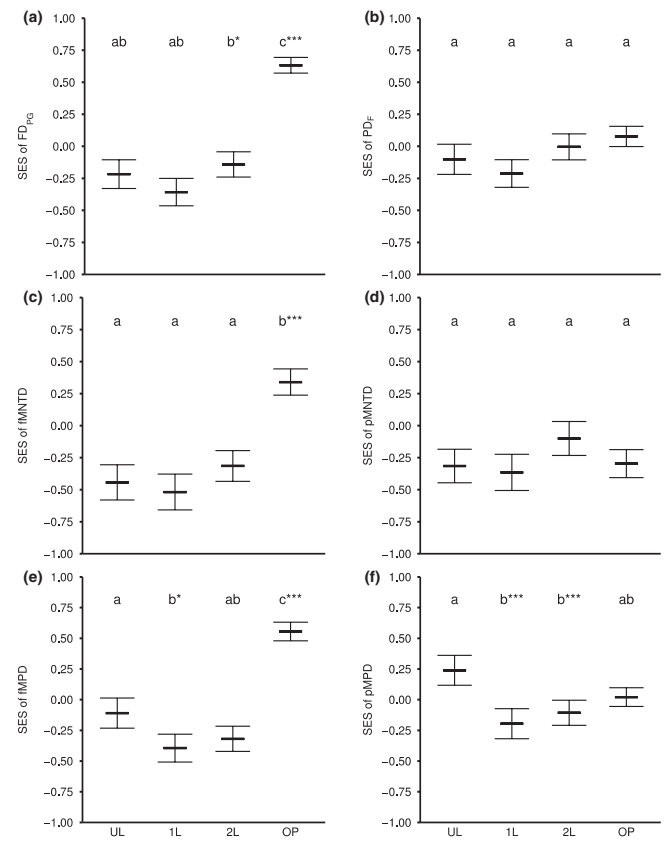 (a)
1.00
0.75
0.50
0.25
0.00
−0.25
−0.50
−0.75
−1.00
SES of FD_PG
ab ab b* c***
(b)
1.00
0.75
0.50
0.25
0.00
−0.25
−0.50
−0.75
−1.00
SES of PD_F
a a a a
(c)
1.00
0.75
0.50
0.25
0.00
−0.25
−0.50
−0.75
−1.00
SES of fMNTD
a a a b***
(d)
1.00
0.75
0.50
0.25
0.00
−0.25
−0.50
−0.75
−1.00
SES of pMNTD
a a a a
(e)
1.00
0.75
0.50
0.25
0.00
−0.25
−0.50
−0.75
−1.00
SES of fMPD
a b* ab c***
UL 1L 2L OP
(f)
1.00
0.75
0.50
0.25
0.00
−0.25
−0.50
−0.75
−1.00
SES of pMPD
a b*** b*** ab
UL 1L 2L OP